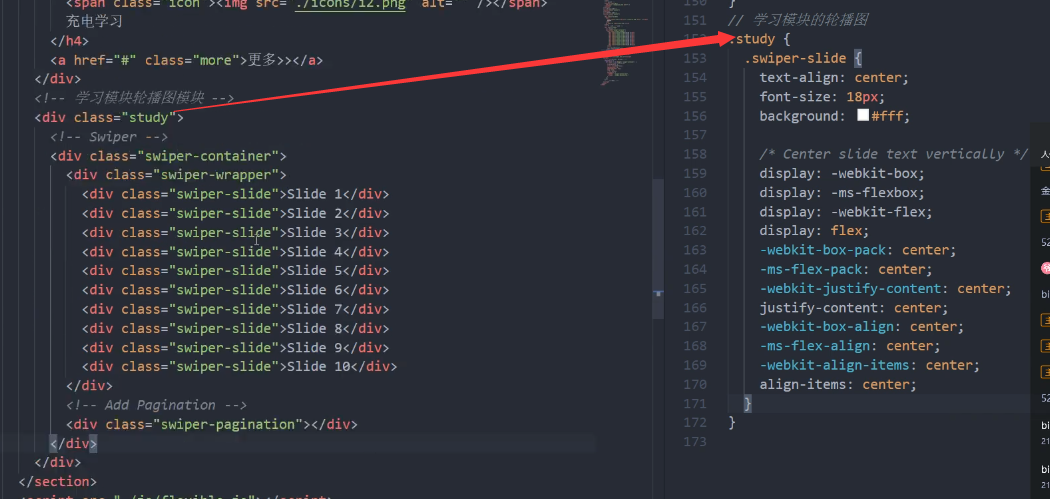 <span class="icon"><img src="./icons/i2.png" alt=""/></span>
充电学习
</h4>
<a href="#" class="more">更多>></a>
</div>
<!-- 学习模块轮播图模块 -->
<div class="study">
<!-- Swiper -->
<div class="swiper-container">
<div class="swiper-wrapper">
<div class="swiper-slide">Slide 1</div>
<div class="swiper-slide">Slide 2</div>
<div class="swiper-slide">Slide 3</div>
<div class="swiper-slide">Slide 4</div>
<div class="swiper-slide">Slide 5</div>
<div class="swiper-slide">Slide 6</div>
<div class="swiper-slide">Slide 7</div>
<div class="swiper-slide">Slide 8</div>
<div class="swiper-slide">Slide 9</div>
<div class="swiper-slide">Slide 10</div>
</div>
<!-- Add Pagination -->
<div class="swiper-pagination"></div>
</div>
</div>
</section>
150 }
151 // 学习模块的轮播图
.study {
153 .swiper-slide {
154 text-align: center;
155 font-size: 18px;
156 background: #fff;
157
158 /* Center slide text vertically */
159 display: -webkit-box;
160 display: -ms-flexbox;
161 display: -webkit-flex;
162 display: flex;
163 -webkit-box-pack: center;
164 -ms-flex-pack: center;
165 -webkit-justify-content: center;
166 justify-content: center;
167 -webkit-box-align: center;
168 -ms-flex-align: center;
169 -webkit-align-items: center;
170 align-items: center;
171 }
172 }
173